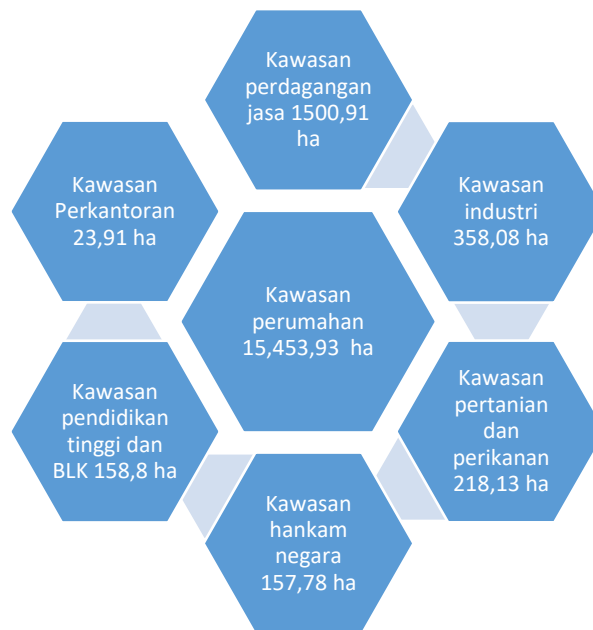 Kawasan
perdagangan
jasa 1500,91
ha
Kawasan
industri
358,08 ha
Kawasan
pertanian
dan
perikanan
218,13 ha
Kawasan
hankam
negara
157,78 ha
Kawasan
pendidikan
tinggi dan
BLK 158,8 ha
Kawasan
Perkantoran
23,91 ha
Kawasan
perumahan
15,453,93 ha